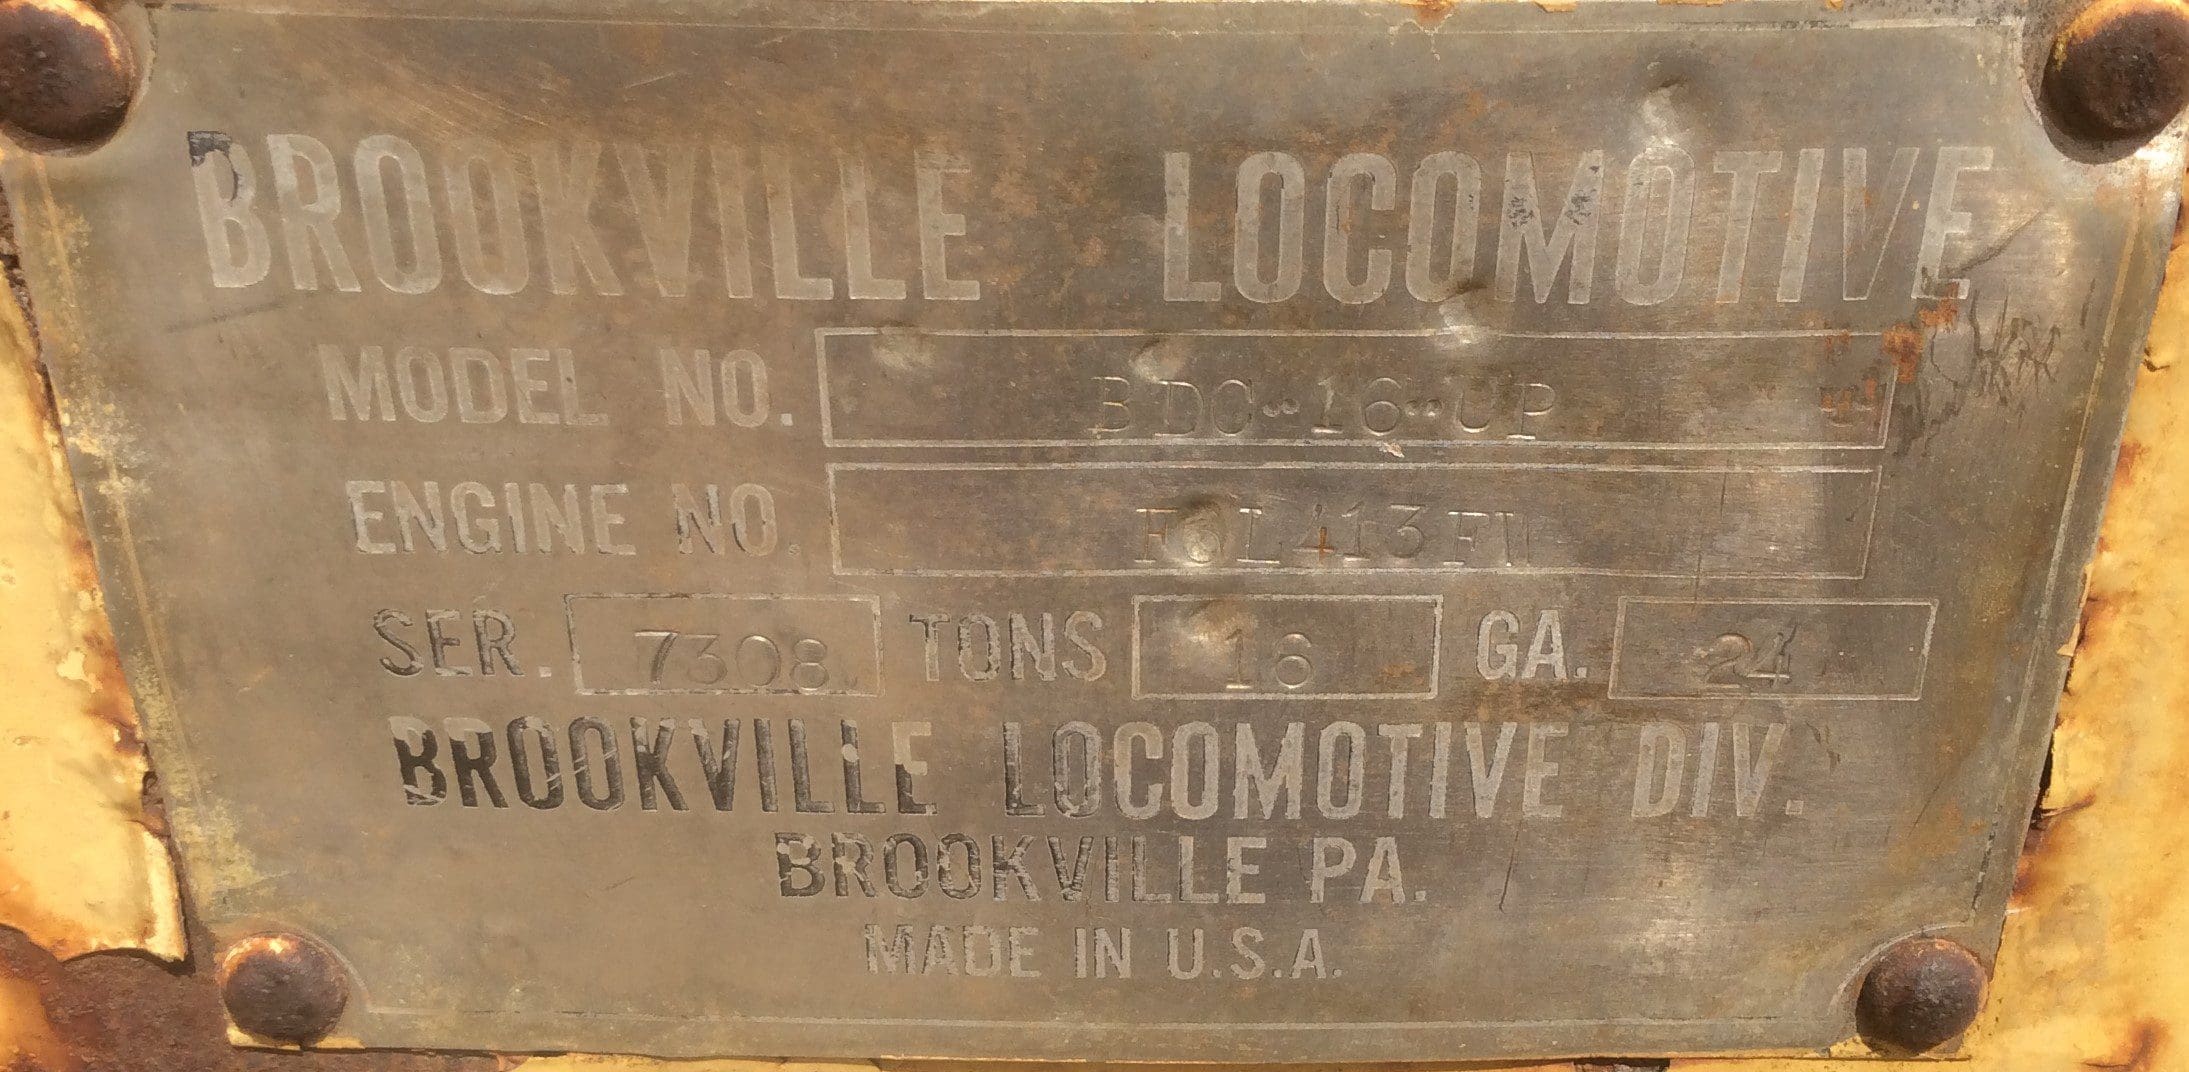 BROOKVILLE LOCOMOTIVE
MODEL NO. BDC-16-UP
ENGINE NO. F6L413FW
SER. 7308 TONS 16 GA. 24
BROOKVILLE LOCOMOTIVE DIV.
BROOKVILLE PA.
MADE IN U.S.A.